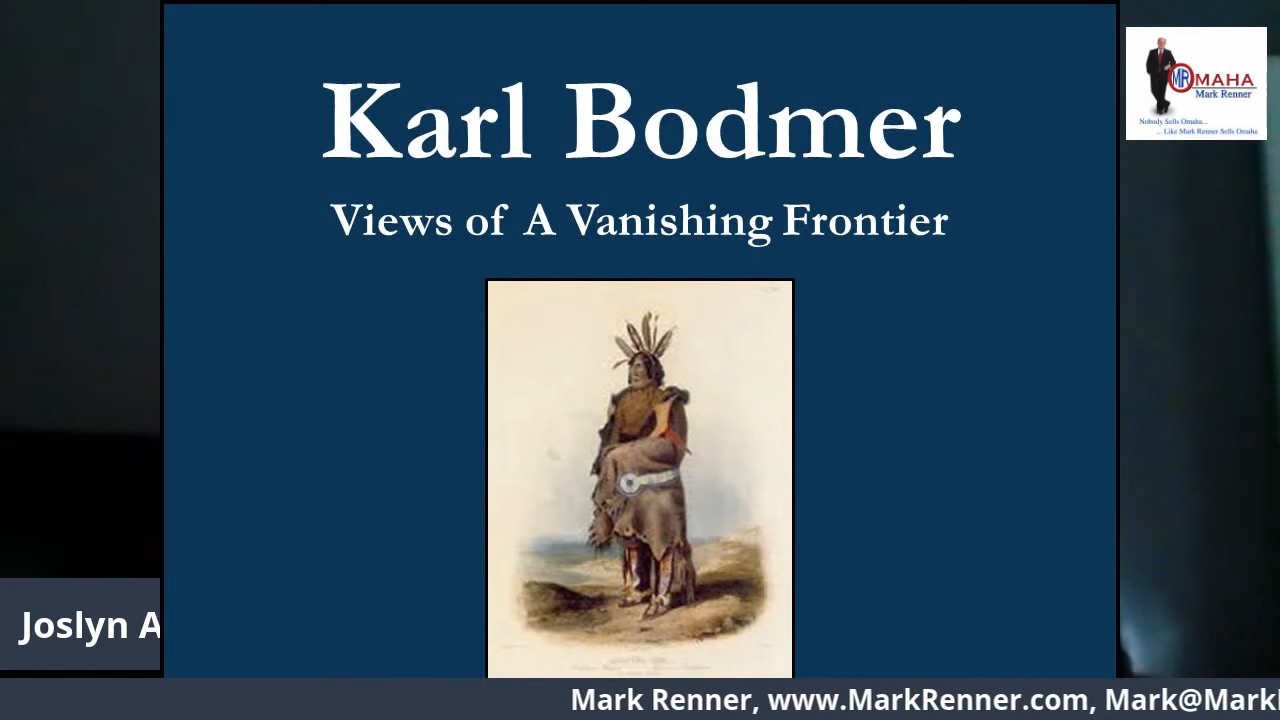 Karl Bodmer
Views of A Vanishing Frontier
MR OMAHA
Mark Renner
Nobody Sells Omaha...
... Like Mark Renner Sells Omaha
Joslyn A
Mark Renner, www.MarkRenner.com, Mark@Mark